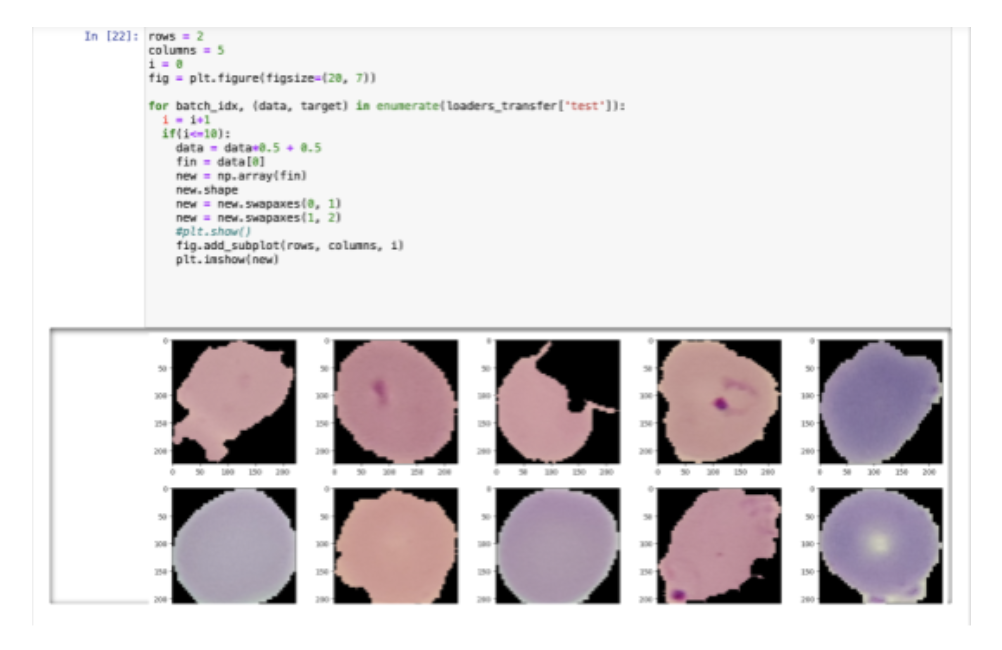 In [22]: rows = 2
columns = 5
i = 0
fig = plt.figure(figsize=(20, 7))
for batch_idx, (data, target) in enumerate(loaders_transfer['test']):
i = i+1
if(i<=10):
data = data*0.5 + 0.5
fin = data[0]
new = np.array(fin)
new.shape
new = new.swapaxes(0, 1)
new = new.swapaxes(1, 2)
#plt.show()
fig.add_subplot(rows, columns, i)
plt.imshow(new)
0 0 0 0 0
50 50 50 50 50
100 100 100 100 100
150 150 150 150 150
200 200 200 200 200
0 50 100 150 200 0 50 100 150 200 0 50 100 150 200 0 50 100 150 200 0 50 100 150 200
0 0 0 0 0
50 50 50 50 50
100 100 100 100 100
150 150 150 150 150
200 200 200 200 200